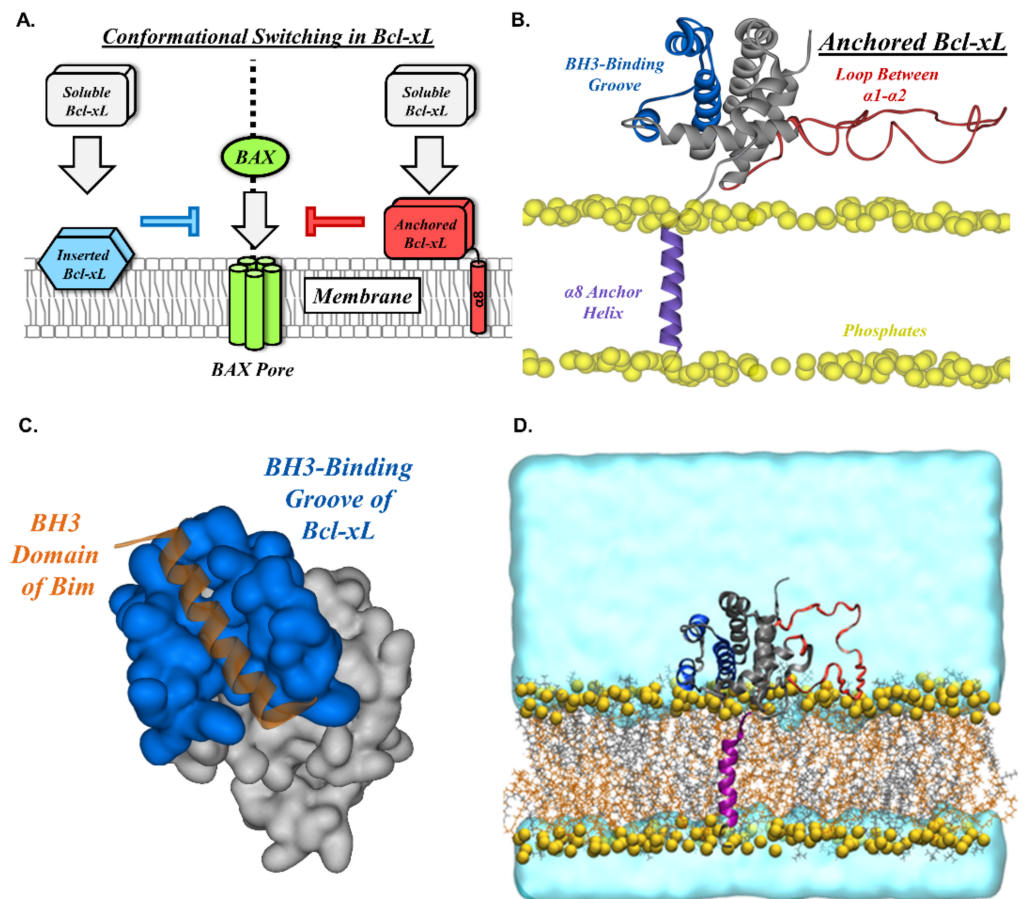 A.
Conformational Switching in Bcl-xL
Soluble
Bcl-xL
BAX
Soluble
Bcl-xL
Inserted
Bcl-xL
Anchored
Bcl-xL
α8
Membrane
BAX Pore
B.
Anchored Bcl-xL
BH3-Binding
Groove
Loop Between
α1-α2
α8 Anchor
Helix
Phosphates
C.
BH3-Binding
Groove of
Bcl-xL
BH3
Domain
of Bim
D.